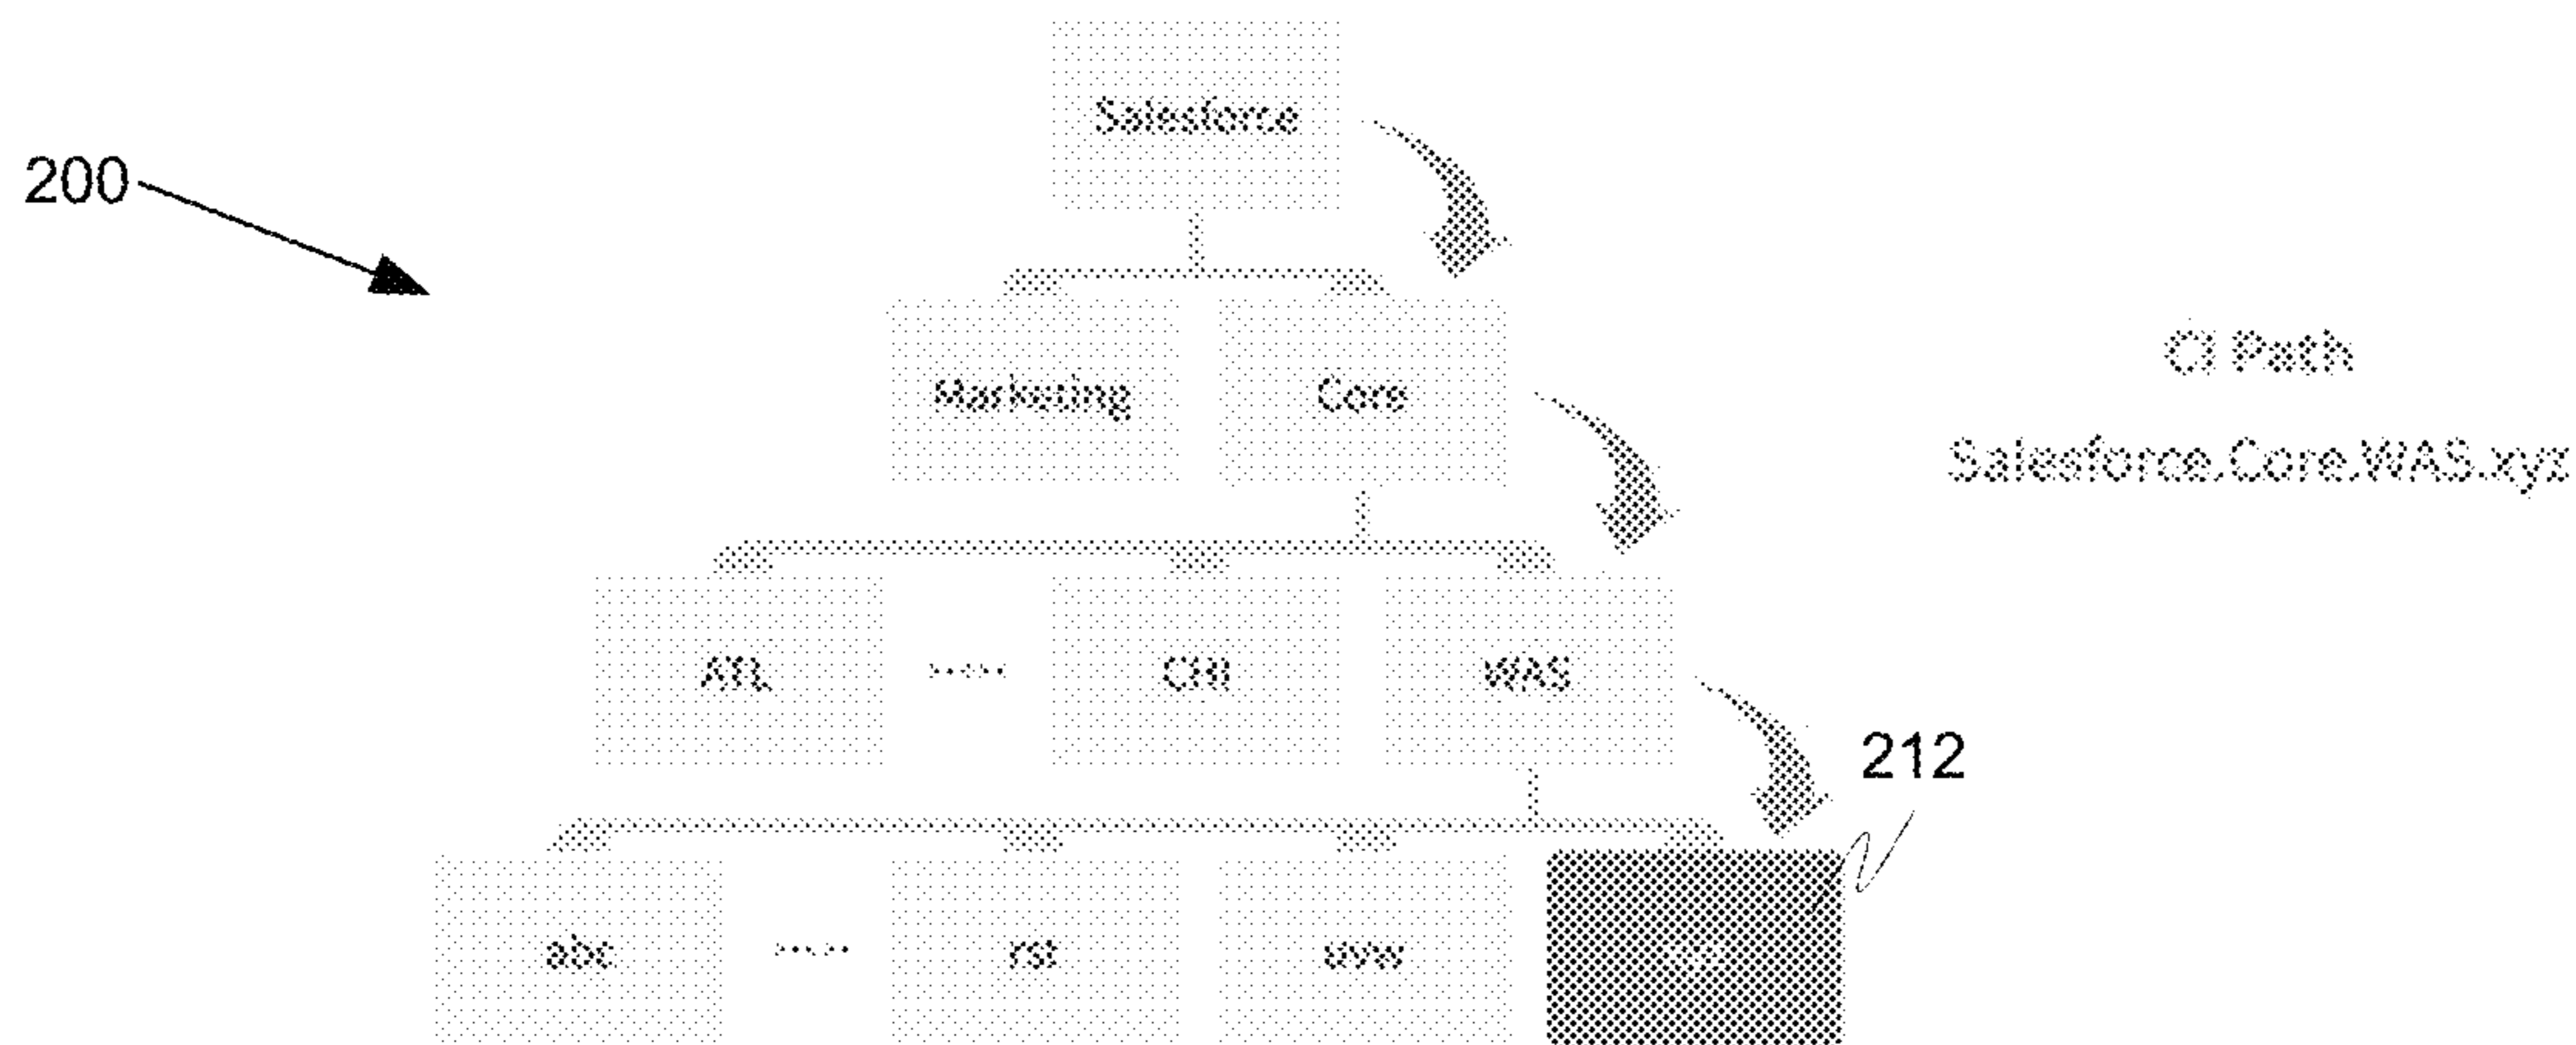 Salesforce
200
Marketing Core
CI Path
Salesforce.Core.WAS.xyz
ATL ...... CHI WAS
212
abc ...... rst uvw